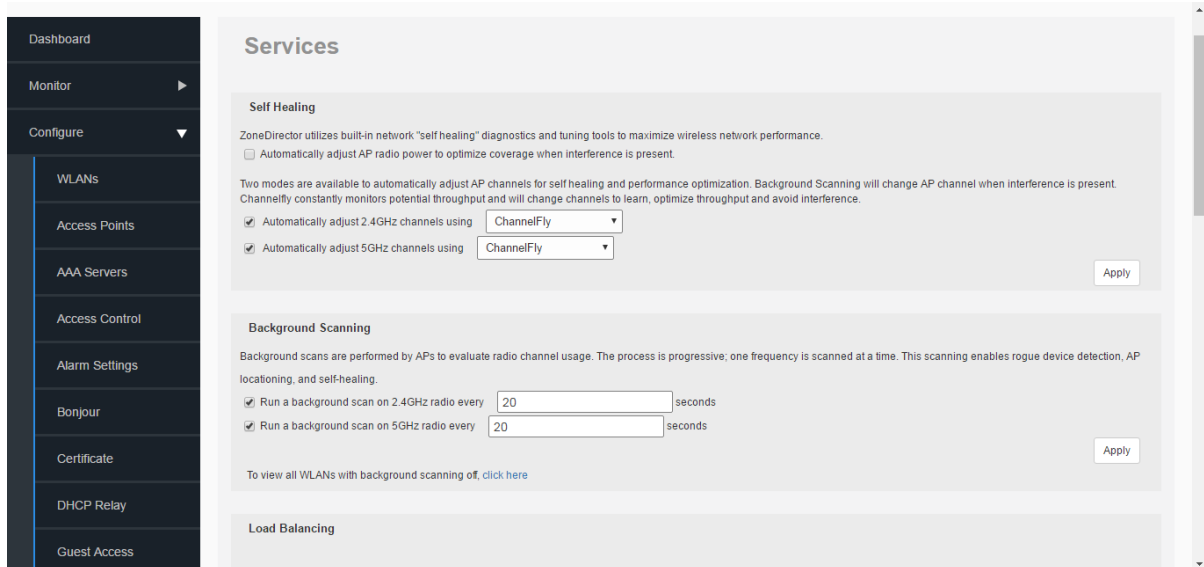 Dashboard
Monitor
Configure
WLANs
Access Points
AAA Servers
Access Control
Alarm Settings
Bonjour
Certificate
DHCP Relay
Guest Access
Services
Self Healing
ZoneDirector utilizes built-in network "self healing" diagnostics and tuning tools to maximize wireless network performance.
Automatically adjust AP radio power to optimize coverage when interference is present.
Two modes are available to automatically adjust AP channels for self healing and performance optimization. Background Scanning will change AP channel when interference is present.
Channelfly constantly monitors potential throughput and will change channels to learn, optimize throughput and avoid interference.
Automatically adjust 2.4GHz channels using ChannelFly
Automatically adjust 5GHz channels using ChannelFly
Apply
Background Scanning
Background scans are performed by APs to evaluate radio channel usage. The process is progressive; one frequency is scanned at a time. This scanning enables rogue device detection, AP
locationing, and self-healing.
Run a background scan on 2.4GHz radio every 20 seconds
Run a background scan on 5GHz radio every 20 seconds
Apply
To view all WLANs with background scanning off, click here
Load Balancing